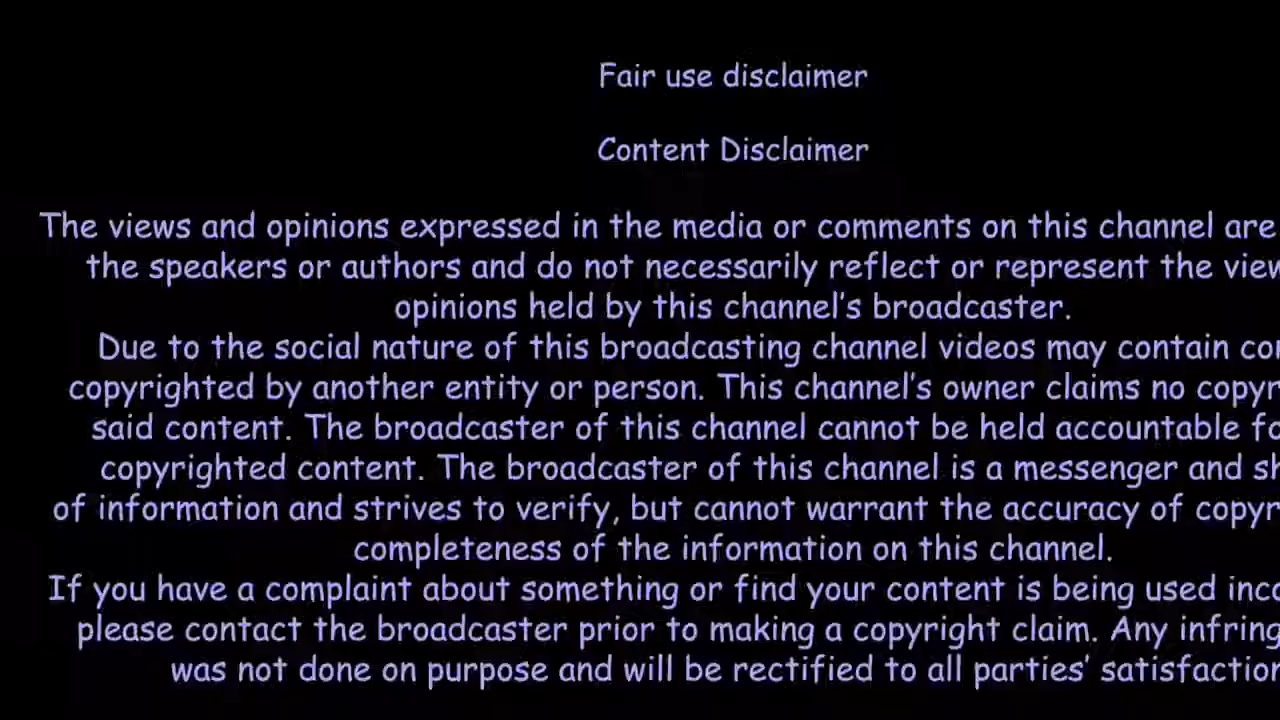 Fair use disclaimer
Content Disclaimer
The views and opinions expressed in the media or comments on this channel are
the speakers or authors and do not necessarily reflect or represent the view
opinions held by this channel's broadcaster.
Due to the social nature of this broadcasting channel videos may contain
copyrighted by another entity or person. This channel's owner claims no copyr
said content. The broadcaster of this channel cannot be held accountable fo
copyrighted content. The broadcaster of this channel is a messenger and sh
of information and strives to verify, but cannot warrant the accuracy of copyr
completeness of the information on this channel.
If you have a complaint about something or find your content is being used inc
please contact the broadcaster prior to making a copyright claim. Any infring
was not done on purpose and will be rectified to all parties' satisfaction